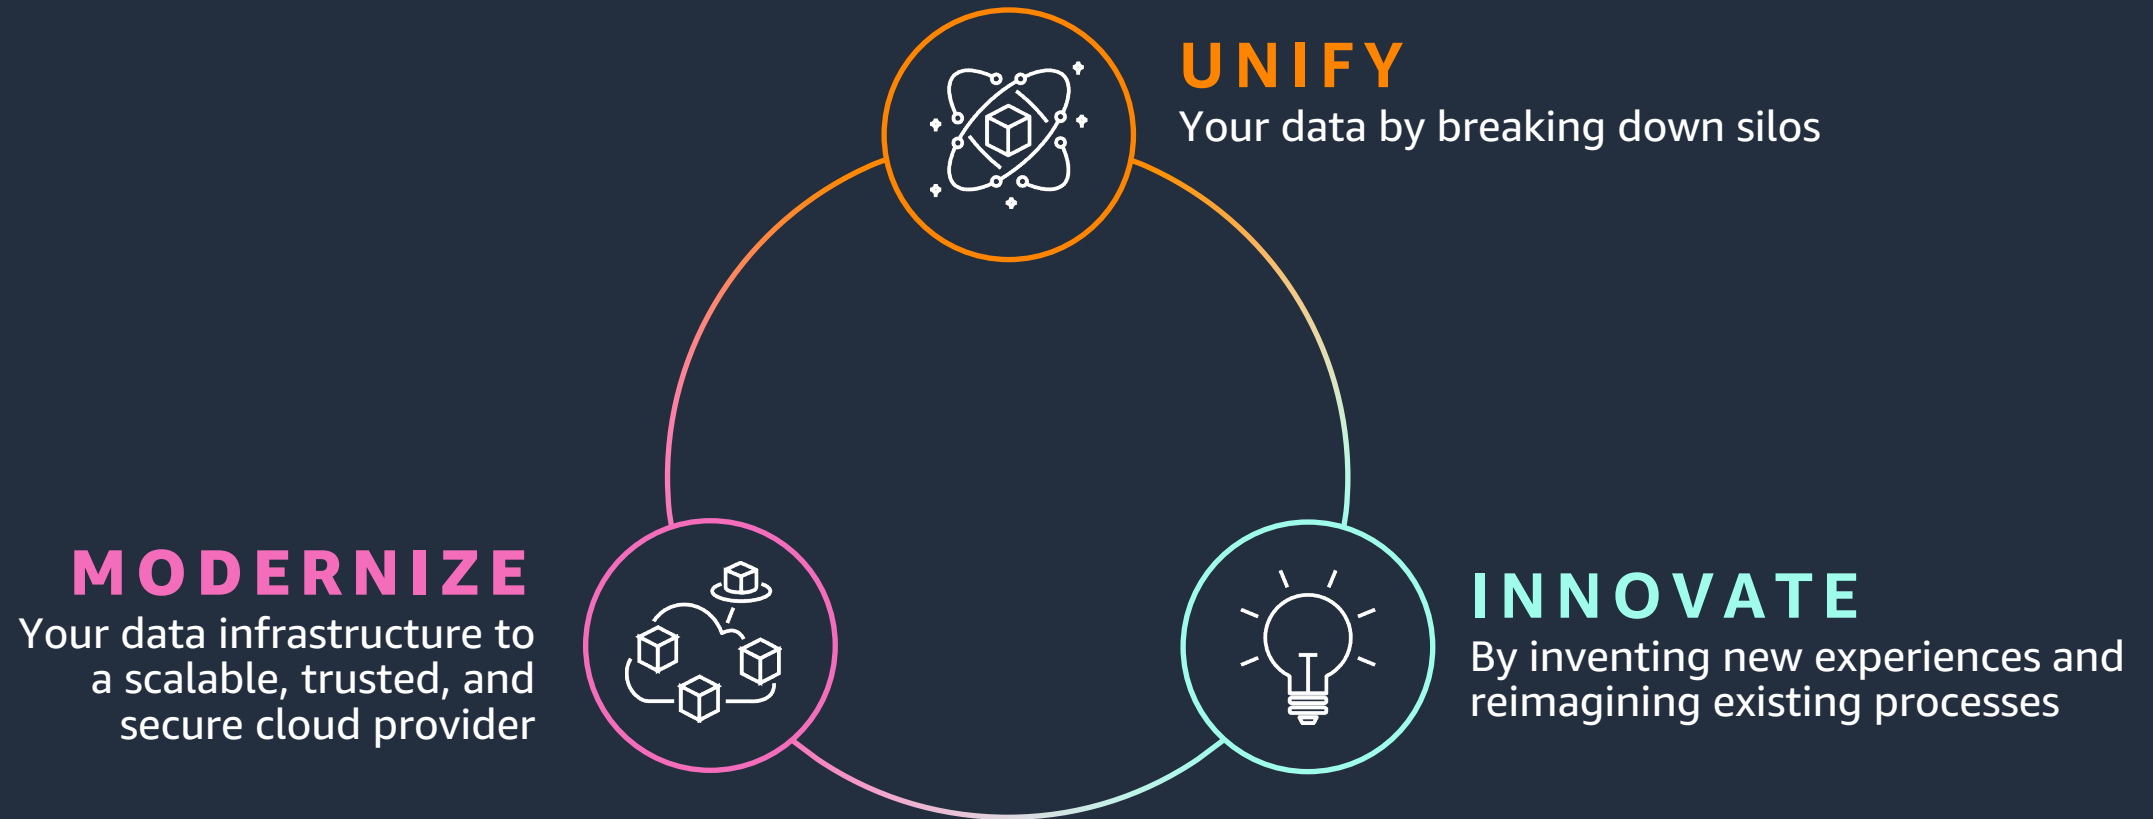 UNIFY
Your data by breaking down silos
MODERNIZE
Your data infrastructure to
a scalable, trusted, and
secure cloud provider
INNOVATE
By inventing new experiences and
reimagining existing processes